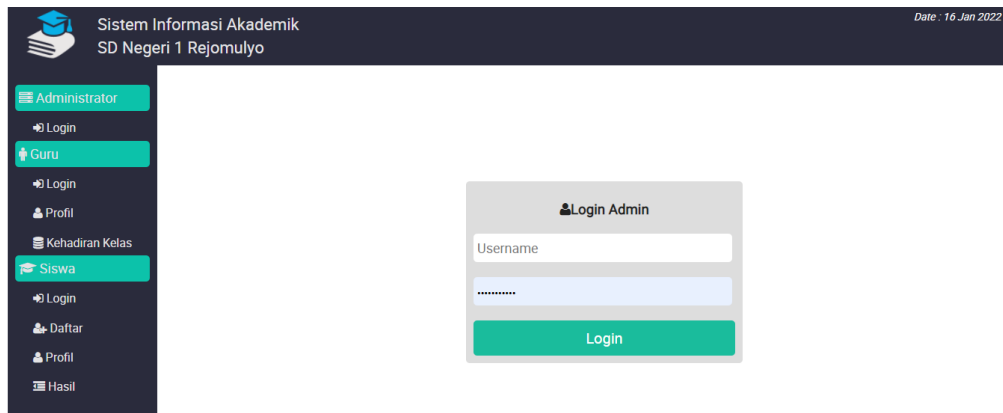 Sistem Informasi Akademik
SD Negeri 1 Rejomulyo
Date : 16 Jan 2022
Administrator
Login
Guru
Login
Profil
Kehadiran Kelas
Siswa
Login
Daftar
Profil
Hasil
Login Admin
Username
Login